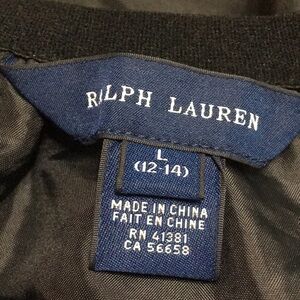 RALPH LAUREN
L
(12-14)
MADE IN CHINA
FAIT EN CHINE
RN 41381
CA 56658